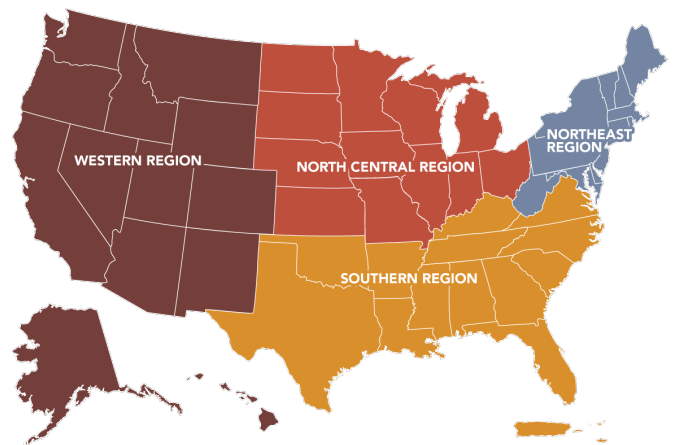 NORTHEAST
REGION
WESTERN REGION
NORTH CENTRAL REGION
SOUTHERN REGION